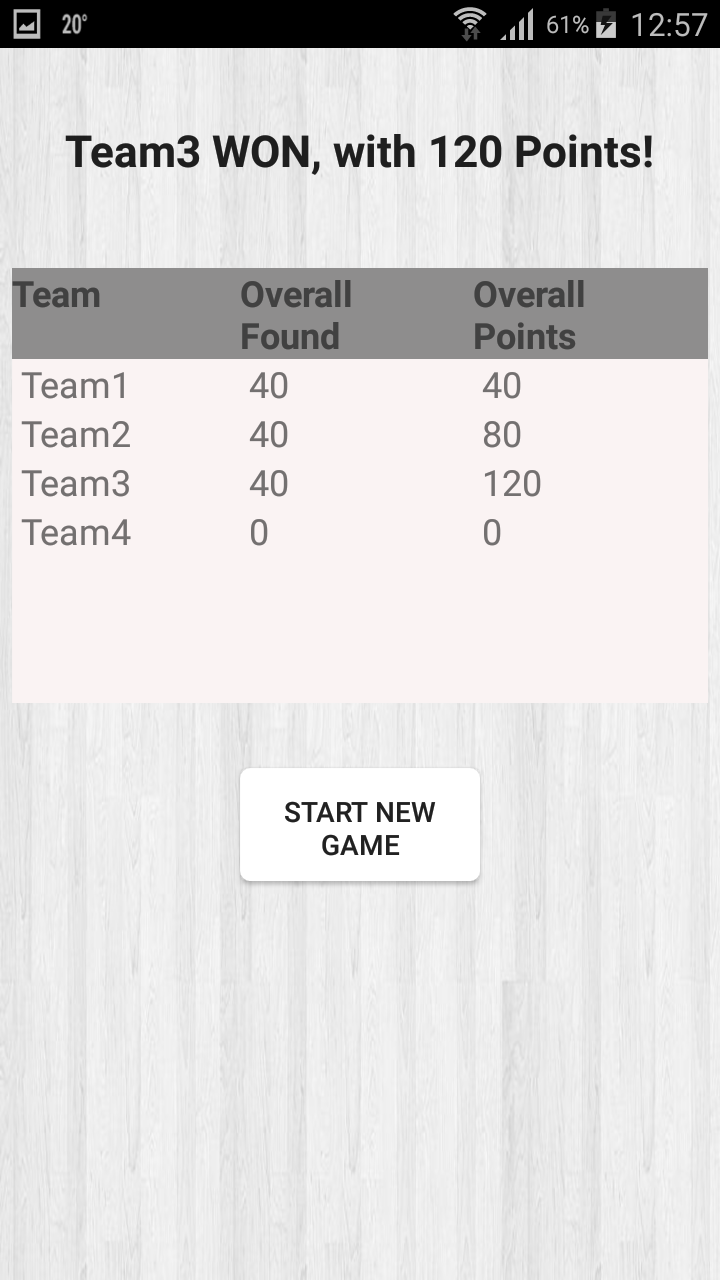 20° 61% 12:57
Team3 WON, with 120 Points!
Team Overall Found Overall Points
Team1 40 40
Team2 40 80
Team3 40 120
Team4 0 0
START NEW
GAME